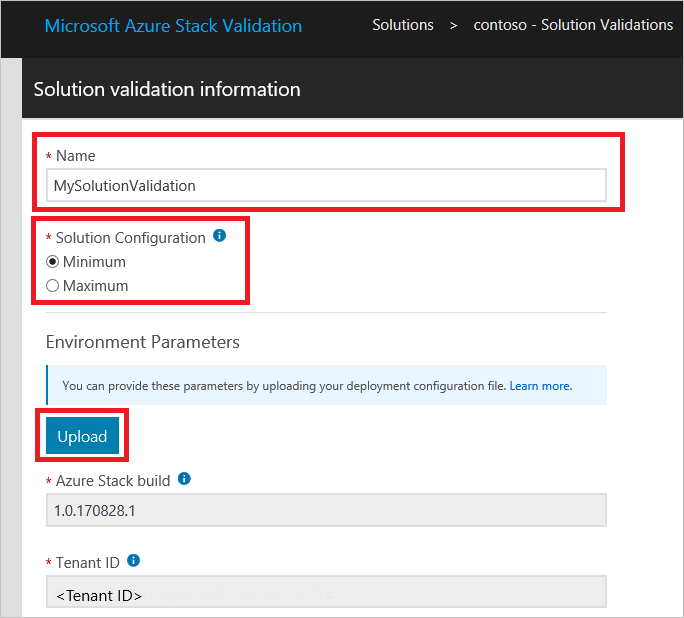 Microsoft Azure Stack Validation Solutions > contoso - Solution Validations
Solution validation information
* Name
MySolutionValidation
* Solution Configuration
Minimum
Maximum
Environment Parameters
You can provide these parameters by uploading your deployment configuration file. Learn more.
Upload
* Azure Stack build
1.0.170828.1
* Tenant ID
<Tenant ID>